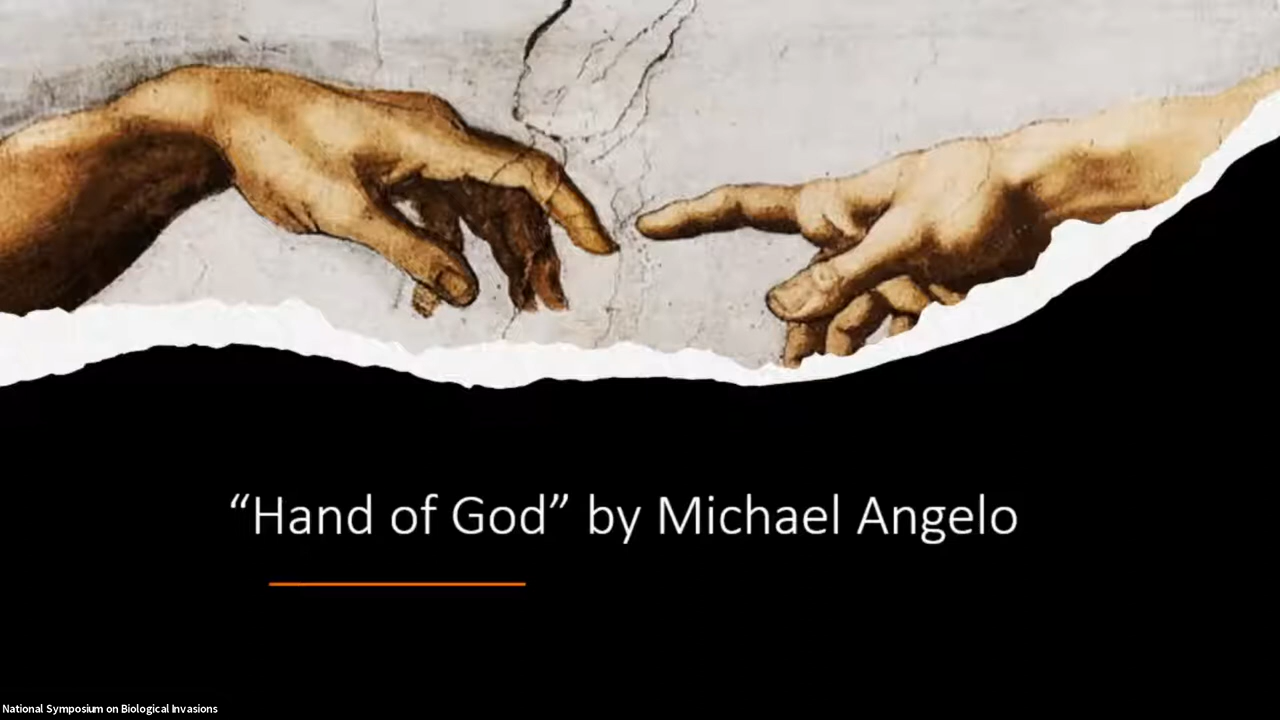 “Hand of God” by Michael Angelo
National Symposium on Biological Invasions